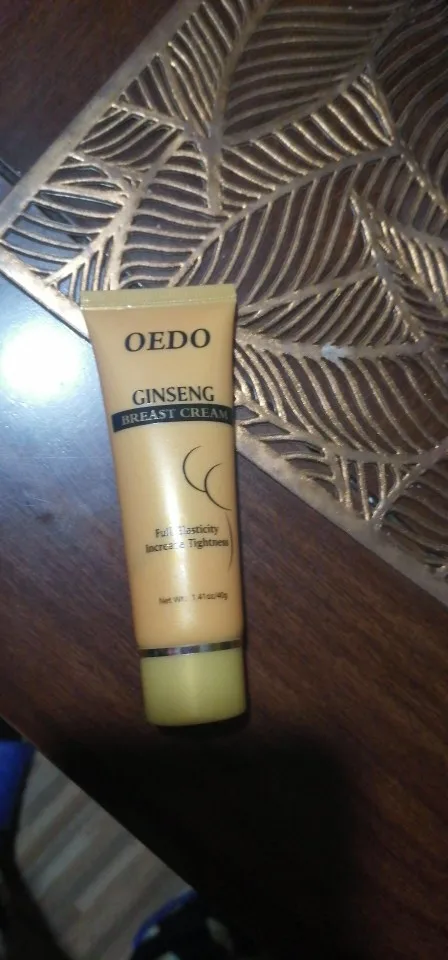 OEDO
GINSENG
BREAST CREAM
Full Elasticity
Increase Tightness
Net Wt: 1.41oz/40g